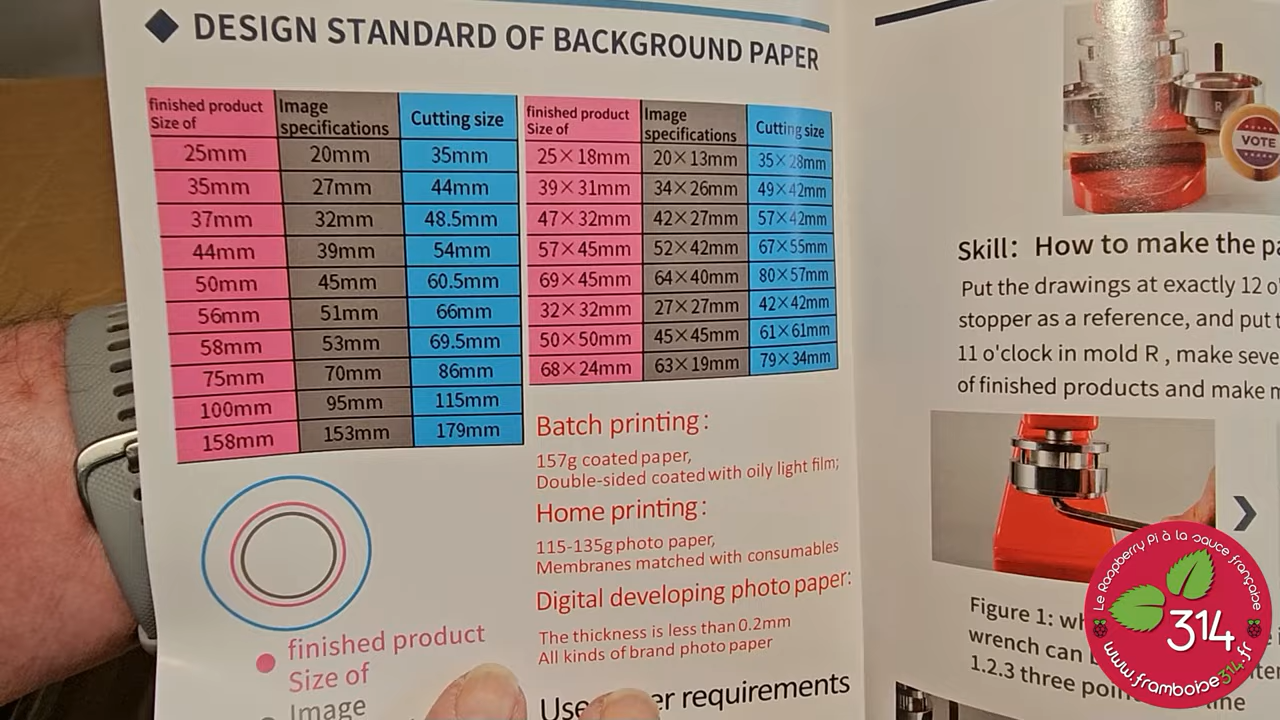 DESIGN STANDARD OF BACKGROUND PAPER
finished product Size of Image specifications Cutting size
25mm 20mm 35mm
35mm 27mm 44mm
37mm 32mm 48.5mm
44mm 39mm 54mm
50mm 45mm 60.5mm
56mm 51mm 66mm
58mm 53mm 69.5mm
75mm 70mm 86mm
100mm 95mm 115mm
158mm 153mm 179mm
finished product Size of Image specifications Cutting size
25×18mm 20×13mm 35×28mm
39×31mm 34×26mm 49×42mm
47×32mm 42×27mm 57×42mm
57×45mm 52×42mm 67×55mm
69×45mm 64×40mm 80×57mm
32×32mm 27×27mm 42×42mm
50×50mm 45×45mm 61×61mm
68×24mm 63×19mm 79×34mm
finished product
Size of
Image
Batch printing:
157g coated paper,
Double-sided coated with oily light film;
Home printing:
115-135g photo paper,
Membranes matched with consumables
Digital developing photo paper:
The thickness is less than 0.2mm
All kinds of brand photo paper
requirements
R
VOTE
Skill: How to make the
Put the drawings at exactly 12
stopper as a reference, and put
11 o'clock in mold R , make
of finished products and make
Figure 1:
wrench can
1.2.3 three
Le Raspberry Pi à la sauce française
314
www.framboise314.fr